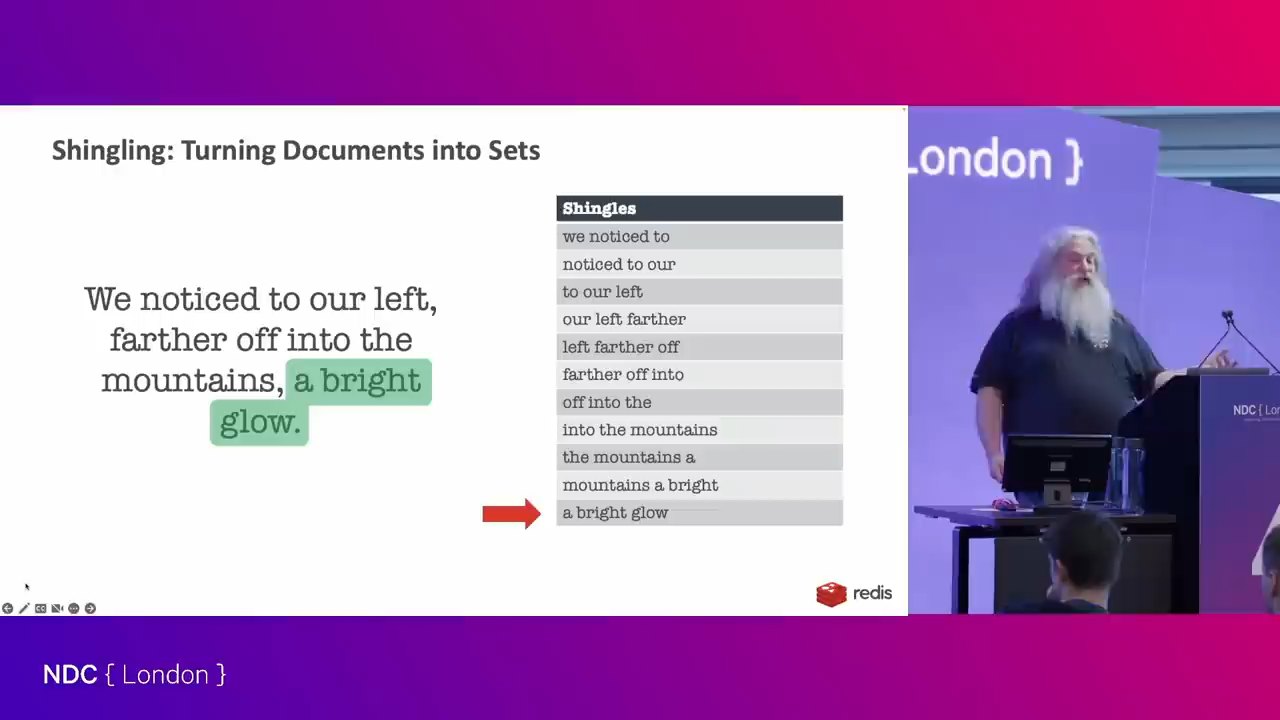 Shingling: Turning Documents into Sets
We noticed to our left,
farther off into the
mountains, a bright
glow.
Shingles
we noticed to
noticed to our
to our left
our left farther
left farther off
farther off into
off into the
into the mountains
the mountains a
mountains a bright
a bright glow
redis
London }
NDC { Lon
NDC { London }